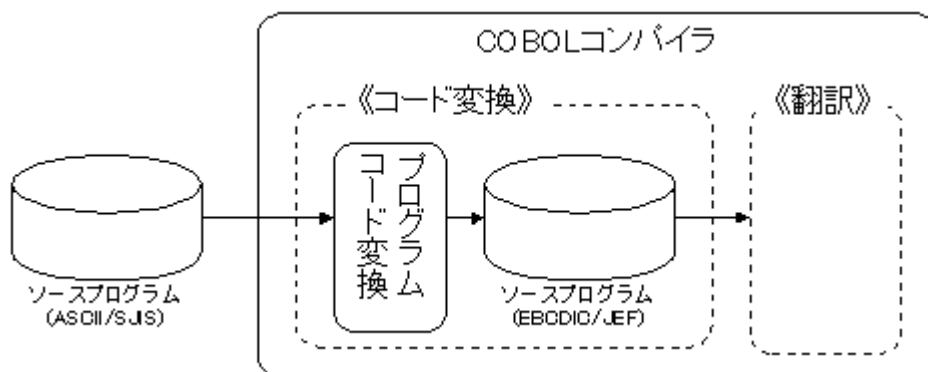 COBOLコンパイラ
《コード変換》
《翻訳》
プログラム
コード変換
ソースプログラム
(ASCII/SJIS)
ソースプログラム
(EBCDIC/JEF)